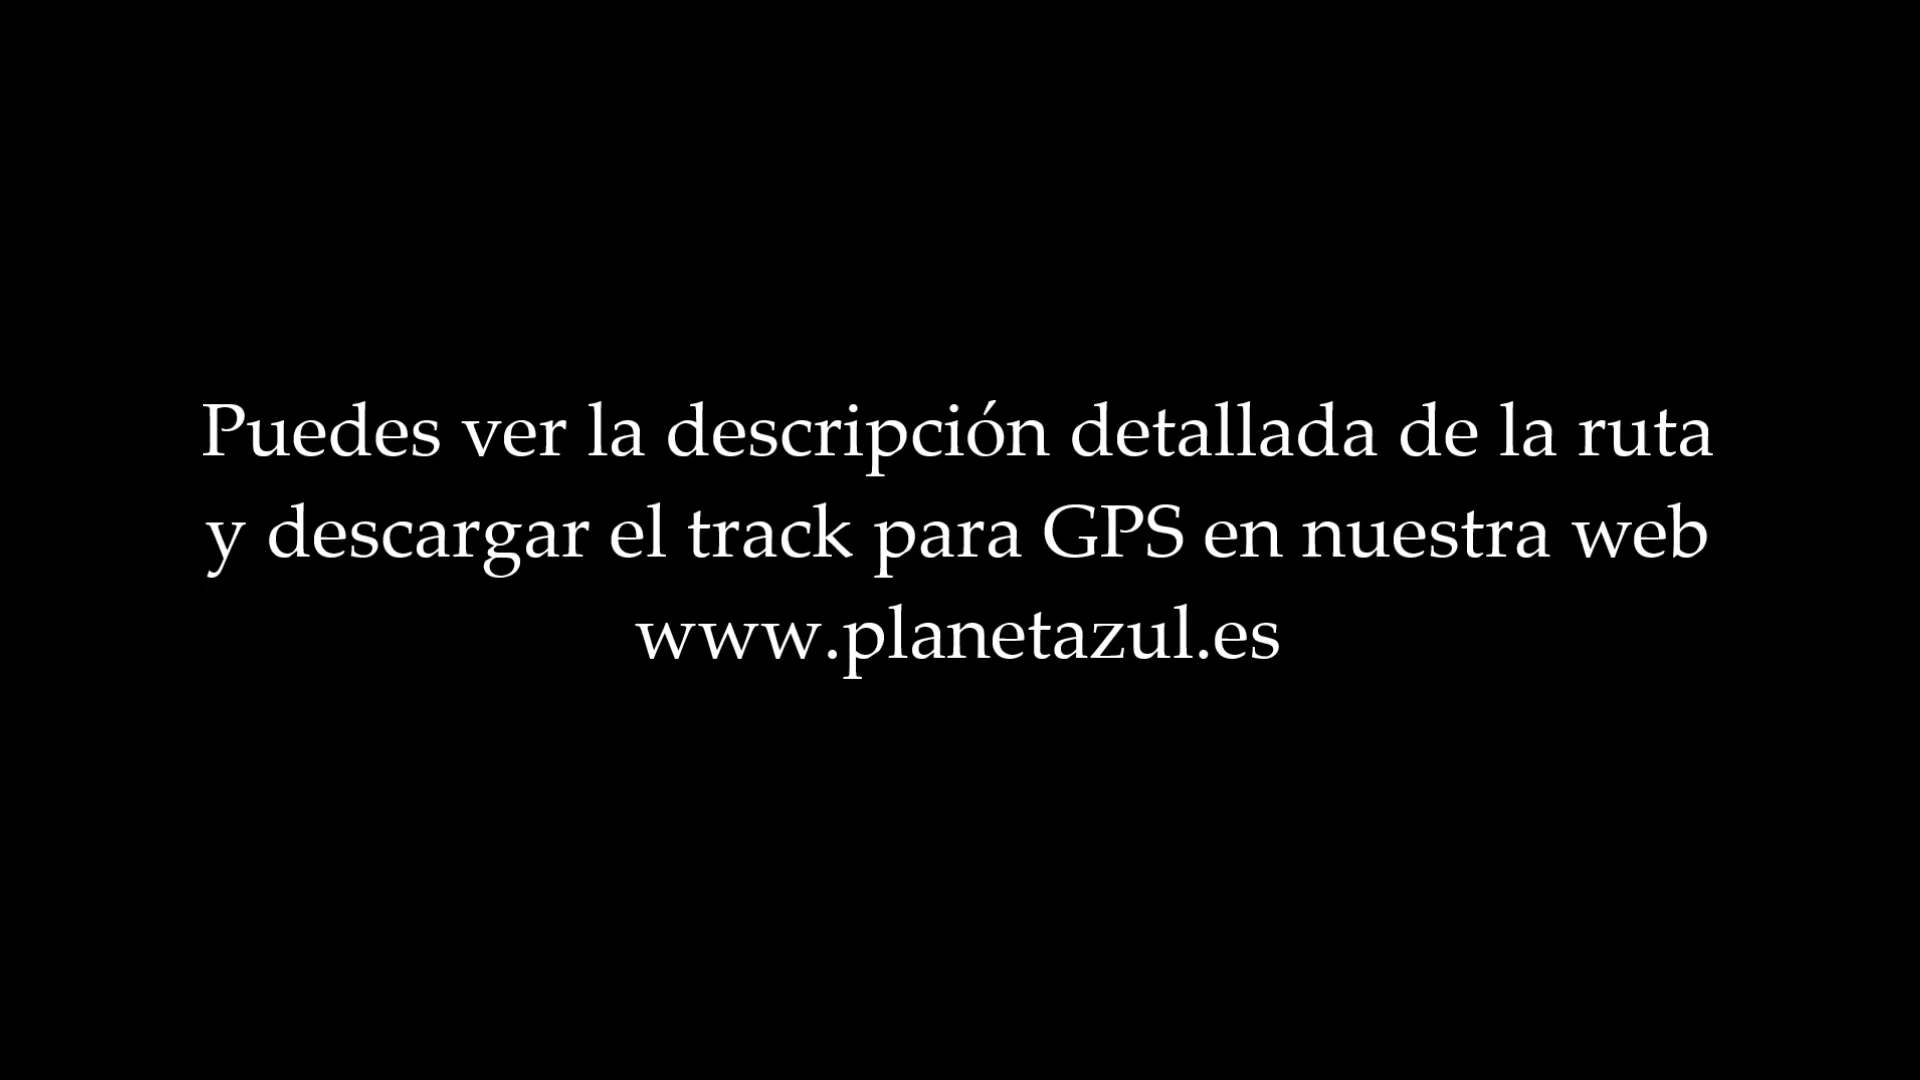 Puedes ver la descripción detallada de la ruta
y descargar el track para GPS en nuestra web
www.planetazul.es